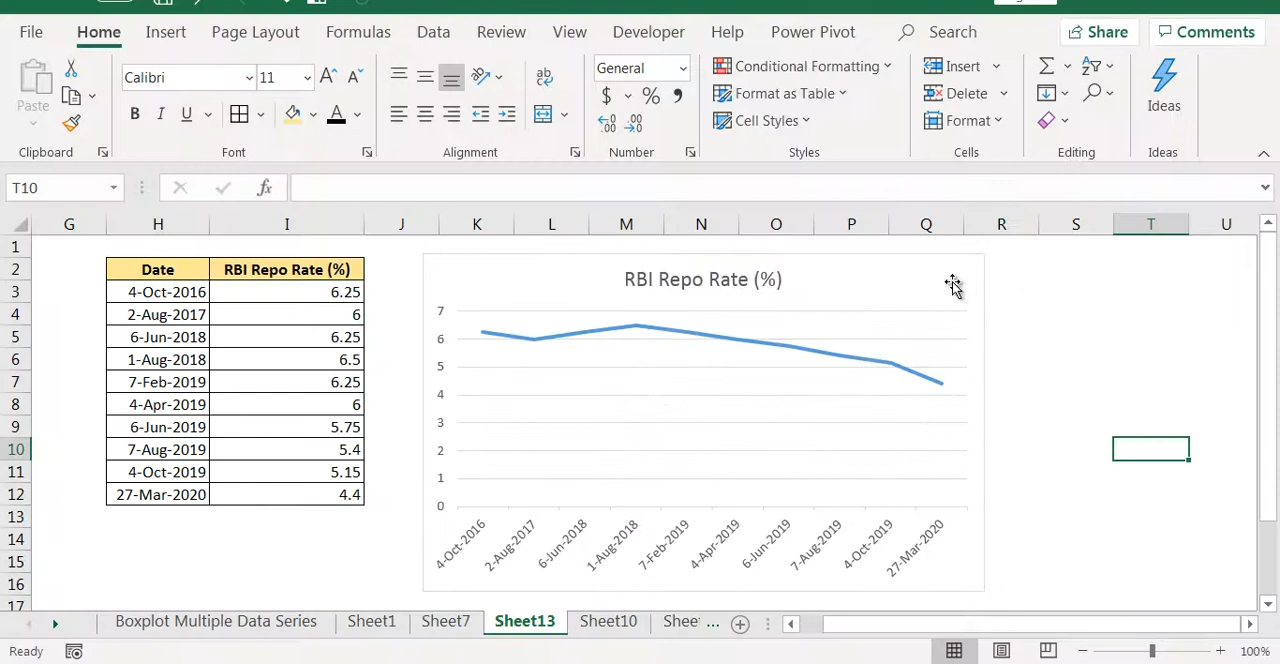 File Home Insert Page Layout Formulas Data Review View Developer Help Power Pivot Search Share Comments
Paste
Clipboard
Calibri 11
B I U A
Font
ab
Alignment
General
$ % ,
Number
Conditional Formatting
Format as Table
Cell Styles
Styles
Insert
Delete
Format
Cells
Editing
Ideas
Ideas
T10 fx
G H I J K L M N O P Q R S T U
1
2 Date RBI Repo Rate (%)
3 4-Oct-2016 6.25
4 2-Aug-2017 6
5 6-Jun-2018 6.25
6 1-Aug-2018 6.5
7 7-Feb-2019 6.25
8 4-Apr-2019 6
9 6-Jun-2019 5.75
10 7-Aug-2019 5.4
11 4-Oct-2019 5.15
12 27-Mar-2020 4.4
13
14
15
16
17
RBI Repo Rate (%)
7
6
5
4
3
2
1
0
4-Oct-2016 2-Aug-2017 6-Jun-2018 1-Aug-2018 7-Feb-2019 4-Apr-2019 6-Jun-2019 7-Aug-2019 4-Oct-2019 27-Mar-2020
Boxplot Multiple Data Series Sheet1 Sheet7 Sheet13 Sheet10 Shee ...
Ready 100%